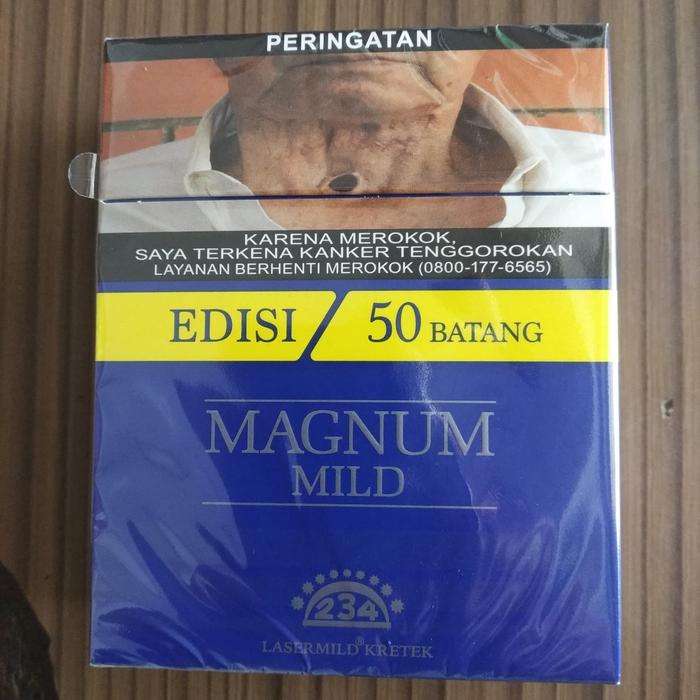 PERINGATAN
KARENA MEROKOK,
SAYA TERKENA KANKER TENGGOROKAN
LAYANAN BERHENTI MEROKOK (0800-177-6565)
EDISI / 50 BATANG
MAGNUM
MILD
234
LASERMILD® KRETEK